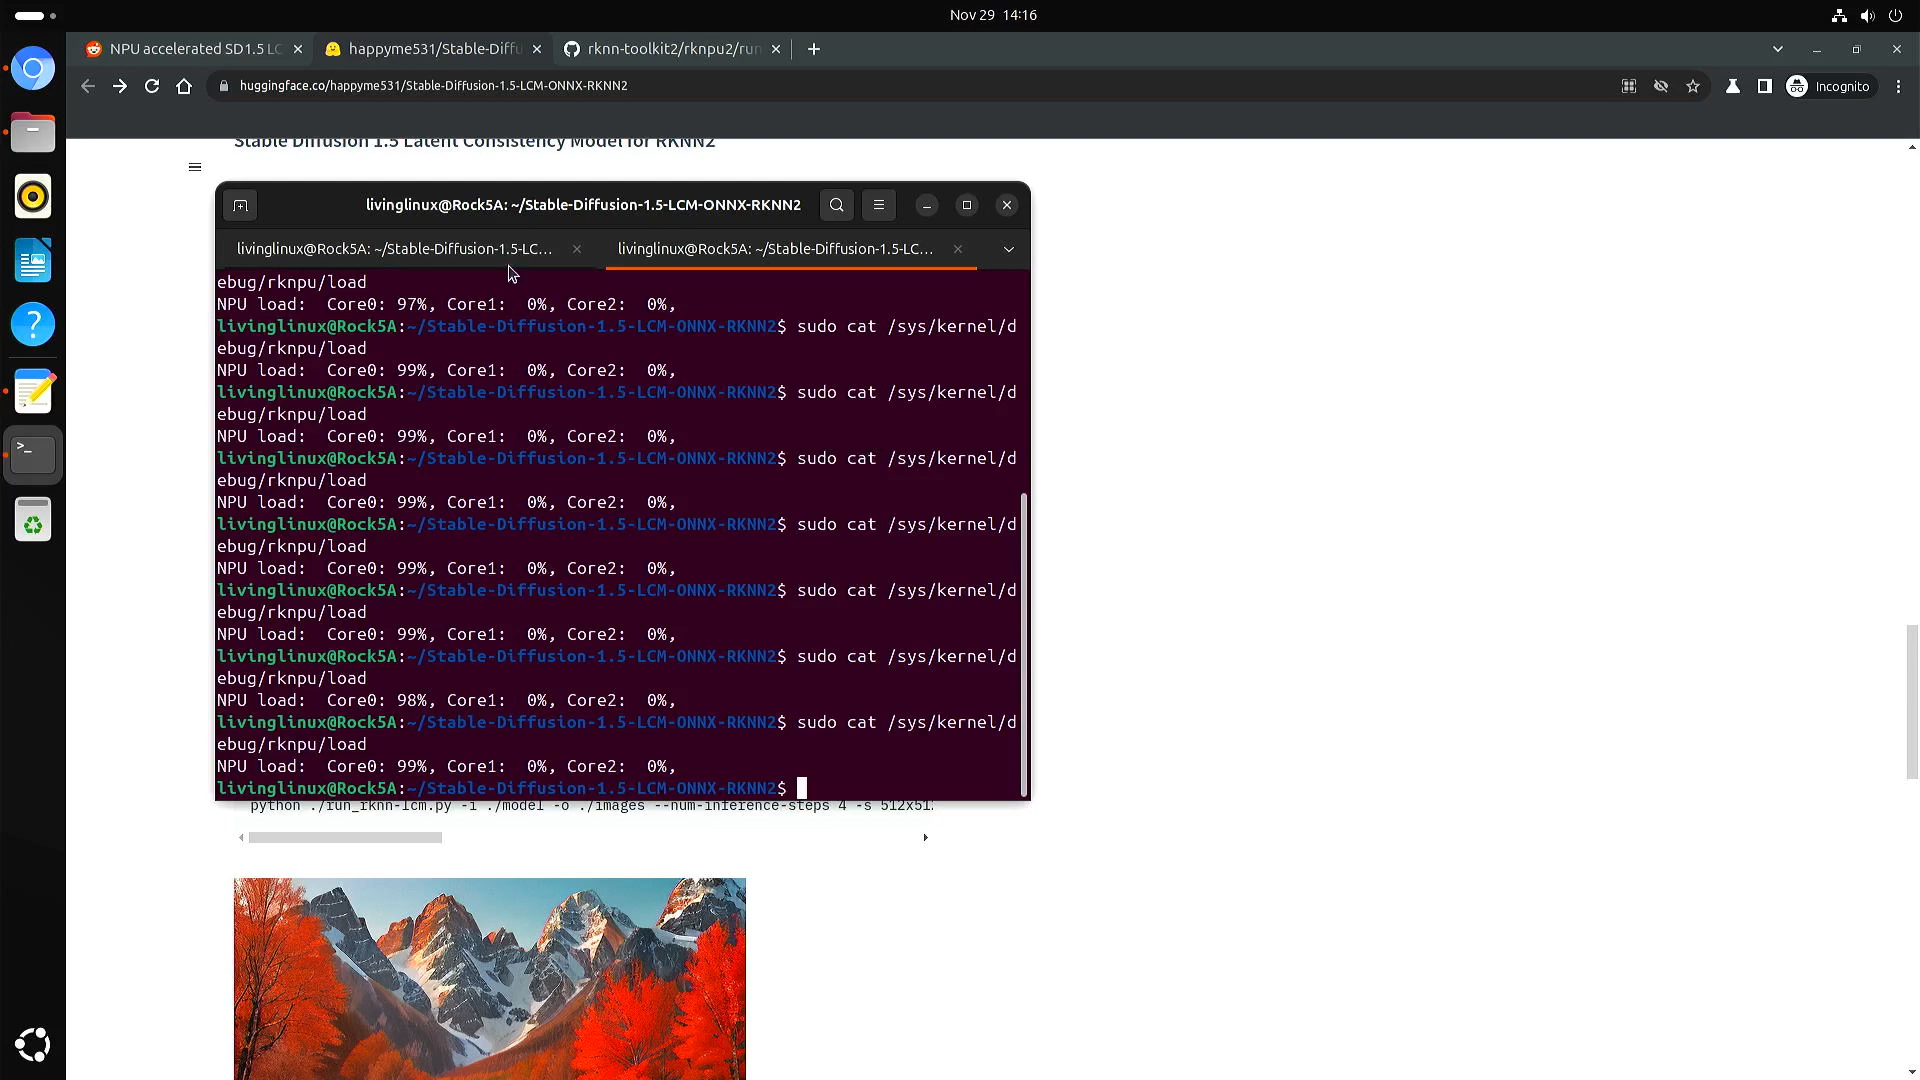 Nov 29 14:16
NPU accelerated SD1.5 LC
happyme531/Stable-Diffu
rknn-toolkit2/rknpu2/run
huggingface.co/happyme531/Stable-Diffusion-1.5-LCM-ONNX-RKNN2
Incognito
Stable Diffusion 1.5 Latent Consistency Model for RKNN2
livinglinux@Rock5A: ~/Stable-Diffusion-1.5-LCM-ONNX-RKNN2
livinglinux@Rock5A: ~/Stable-Diffusion-1.5-LC...
livinglinux@Rock5A: ~/Stable-Diffusion-1.5-LC...
ebug/rknpu/load
NPU load:  Core0: 97%, Core1:  0%, Core2:  0%,
livinglinux@Rock5A:~/Stable-Diffusion-1.5-LCM-ONNX-RKNN2$ sudo cat /sys/kernel/d
ebug/rknpu/load
NPU load:  Core0: 99%, Core1:  0%, Core2:  0%,
livinglinux@Rock5A:~/Stable-Diffusion-1.5-LCM-ONNX-RKNN2$ sudo cat /sys/kernel/d
ebug/rknpu/load
NPU load:  Core0: 99%, Core1:  0%, Core2:  0%,
livinglinux@Rock5A:~/Stable-Diffusion-1.5-LCM-ONNX-RKNN2$ sudo cat /sys/kernel/d
ebug/rknpu/load
NPU load:  Core0: 99%, Core1:  0%, Core2:  0%,
livinglinux@Rock5A:~/Stable-Diffusion-1.5-LCM-ONNX-RKNN2$ sudo cat /sys/kernel/d
ebug/rknpu/load
NPU load:  Core0: 99%, Core1:  0%, Core2:  0%,
livinglinux@Rock5A:~/Stable-Diffusion-1.5-LCM-ONNX-RKNN2$ sudo cat /sys/kernel/d
ebug/rknpu/load
NPU load:  Core0: 99%, Core1:  0%, Core2:  0%,
livinglinux@Rock5A:~/Stable-Diffusion-1.5-LCM-ONNX-RKNN2$ sudo cat /sys/kernel/d
ebug/rknpu/load
NPU load:  Core0: 98%, Core1:  0%, Core2:  0%,
livinglinux@Rock5A:~/Stable-Diffusion-1.5-LCM-ONNX-RKNN2$ sudo cat /sys/kernel/d
ebug/rknpu/load
NPU load:  Core0: 99%, Core1:  0%, Core2:  0%,
livinglinux@Rock5A:~/Stable-Diffusion-1.5-LCM-ONNX-RKNN2$
python ./run_rknn-lcm.py -i ./model -o ./images --num-inference-steps 4 -s 512x51